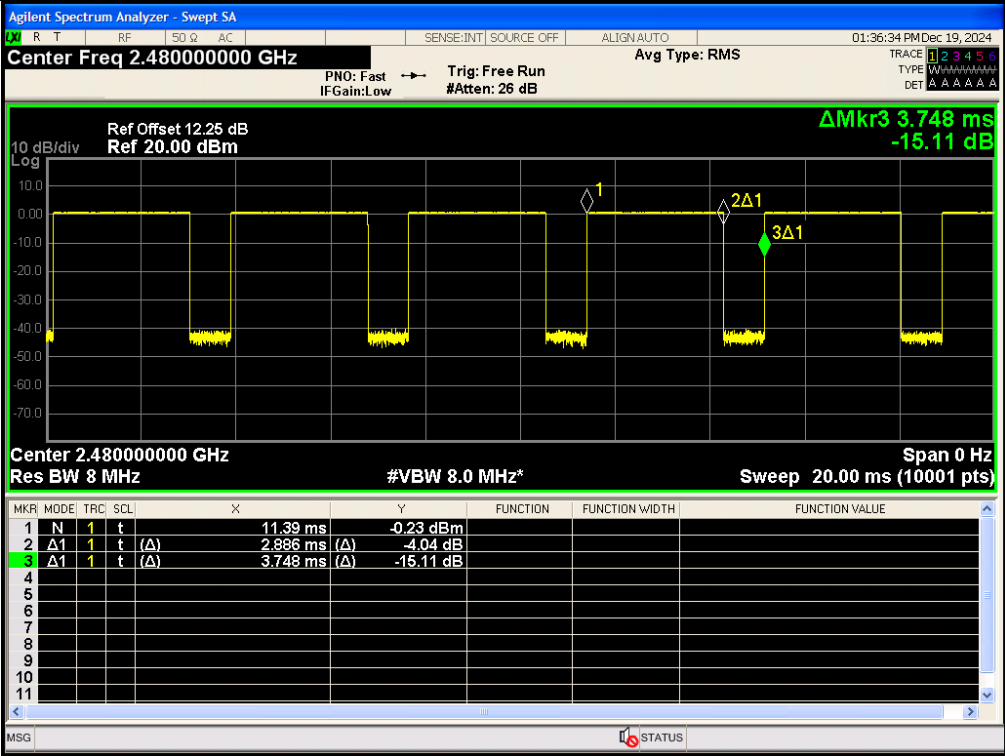 Agilent Spectrum Analyzer - Swept SA
LXI R T RF 50 Ω AC SENSE:INT SOURCE OFF ALIGN AUTO 01:36:34 PM Dec 19, 2024
Center Freq 2.480000000 GHz
Avg Type: RMS
TRACE 1 2 3 4 5 6
PNO: Fast Trig: Free Run
TYPE WWWWWW
IFGain:Low #Atten: 26 dB
DET A A A A A A
ΔMkr3 3.748 ms
-15.11 dB
Ref Offset 12.25 dB
10 dB/div Ref 20.00 dBm
Log
10.0
0.00
-10.0
-20.0
-30.0
-40.0
-50.0
-60.0
-70.0
1
2Δ1
3Δ1
Center 2.480000000 GHz Span 0 Hz
Res BW 8 MHz #VBW 8.0 MHz* Sweep 20.00 ms (10001 pts)
MKR MODE TRC SCL X Y FUNCTION FUNCTION WIDTH FUNCTION VALUE
1 N 1 t 11.39 ms -0.23 dBm
2 Δ1 1 t (Δ) 2.886 ms (Δ) -4.04 dB
3 Δ1 1 t (Δ) 3.748 ms (Δ) -15.11 dB
4
5
6
7
8
9
10
11
MSG STATUS